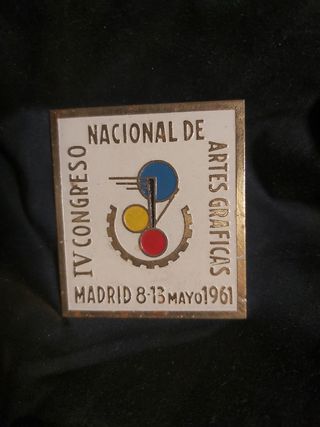 IV CONGRESO
NACIONAL DE
ARTES GRAFICAS
MADRID 8-13 MAYO 1961